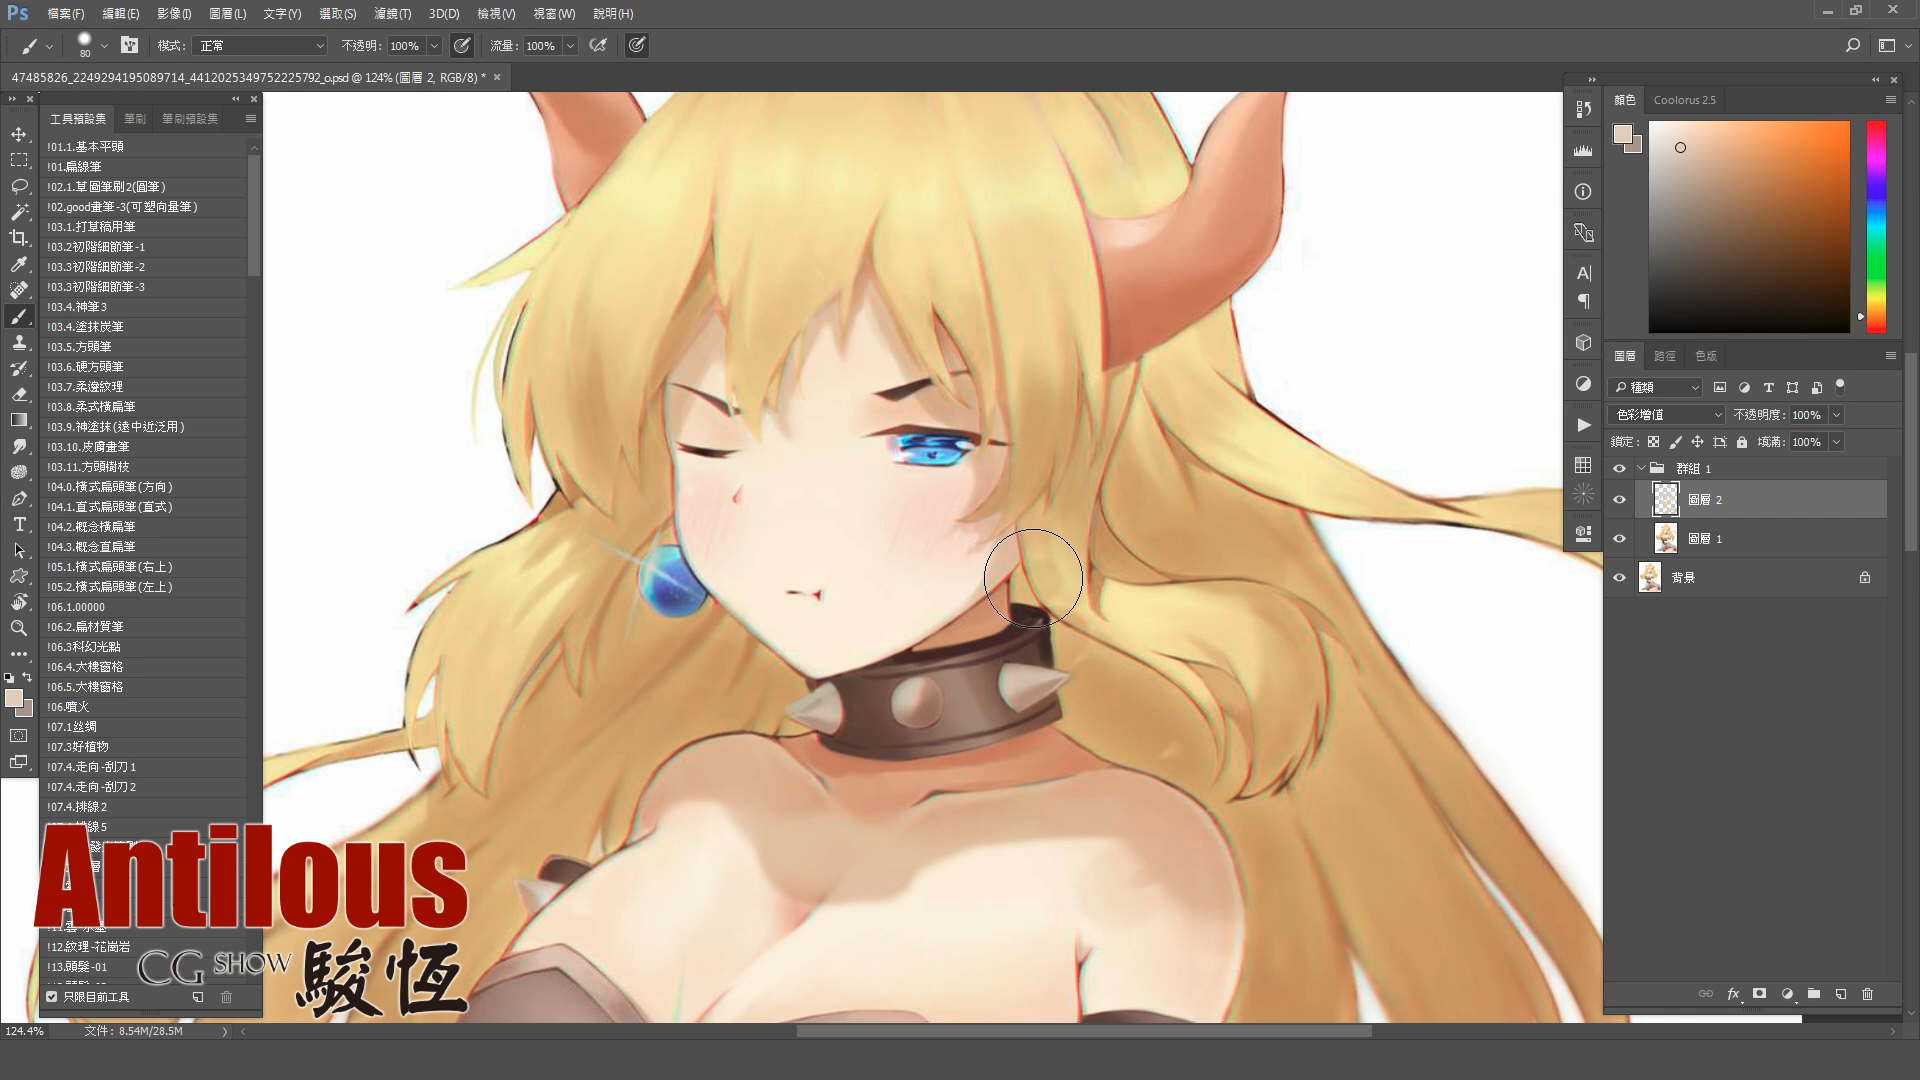 Ps 檔案(F) 編輯(E) 影像(I) 圖層(L) 文字(Y) 選取(S) 濾鏡(T) 3D(D) 檢視(V) 視窗(W) 說明(H)
80 模式: 正常 不透明: 100% 流量: 100%
47485826_2249294195089714_4412025349752225792_o.psd @ 124% (圖層 2, RGB/8) *
工具預設集 筆刷 筆刷預設集
!01.1.基本平頭
!01.扁線筆
!02.1.草圖筆刷2(圓筆)
!02.good畫筆-3(可塑向量筆)
!03.1.打草稿用筆
!03.2初階細節筆-1
!03.3初階細節筆-2
!03.3初階細節筆-3
!03.4.神筆3
!03.4.塗抹炭筆
!03.5.方頭筆
!03.6.硬方頭筆
!03.7.柔邊紋理
!03.8.柔式橫扁筆
!03.9.神塗抹(遠中近泛用)
!03.10.皮膚畫筆
!03.11.方頭樹枝
!04.0.橫式扁頭筆(方向)
!04.1.直式扁頭筆(直式)
!04.2.概念橫扁筆
!04.3.概念直扁筆
!05.1.橫式扁頭筆(右上)
!05.2.橫式扁頭筆(左上)
!06.1.00000
!06.2.扁材質筆
!06.3科幻光點
!06.4.大樓窗格
!06.5.大樓窗格
!06.噴火
!07.1丝绸
!07.3好植物
!07.4.走向-刮刀1
!07.4.走向-刮刀2
!07.4.排線2
排線5
!12.紋理-花崗岩
!13.頭髮-01
只限目前工具
Antilous
CG SHOW 駿恆
124.4% 文件: 8.54M/28.5M
顏色 Coolorus 2.5
圖層 路徑 色版
種類
色彩增值 不透明度: 100%
鎖定: 填滿: 100%
群組 1
圖層 2
圖層 1
背景
fx